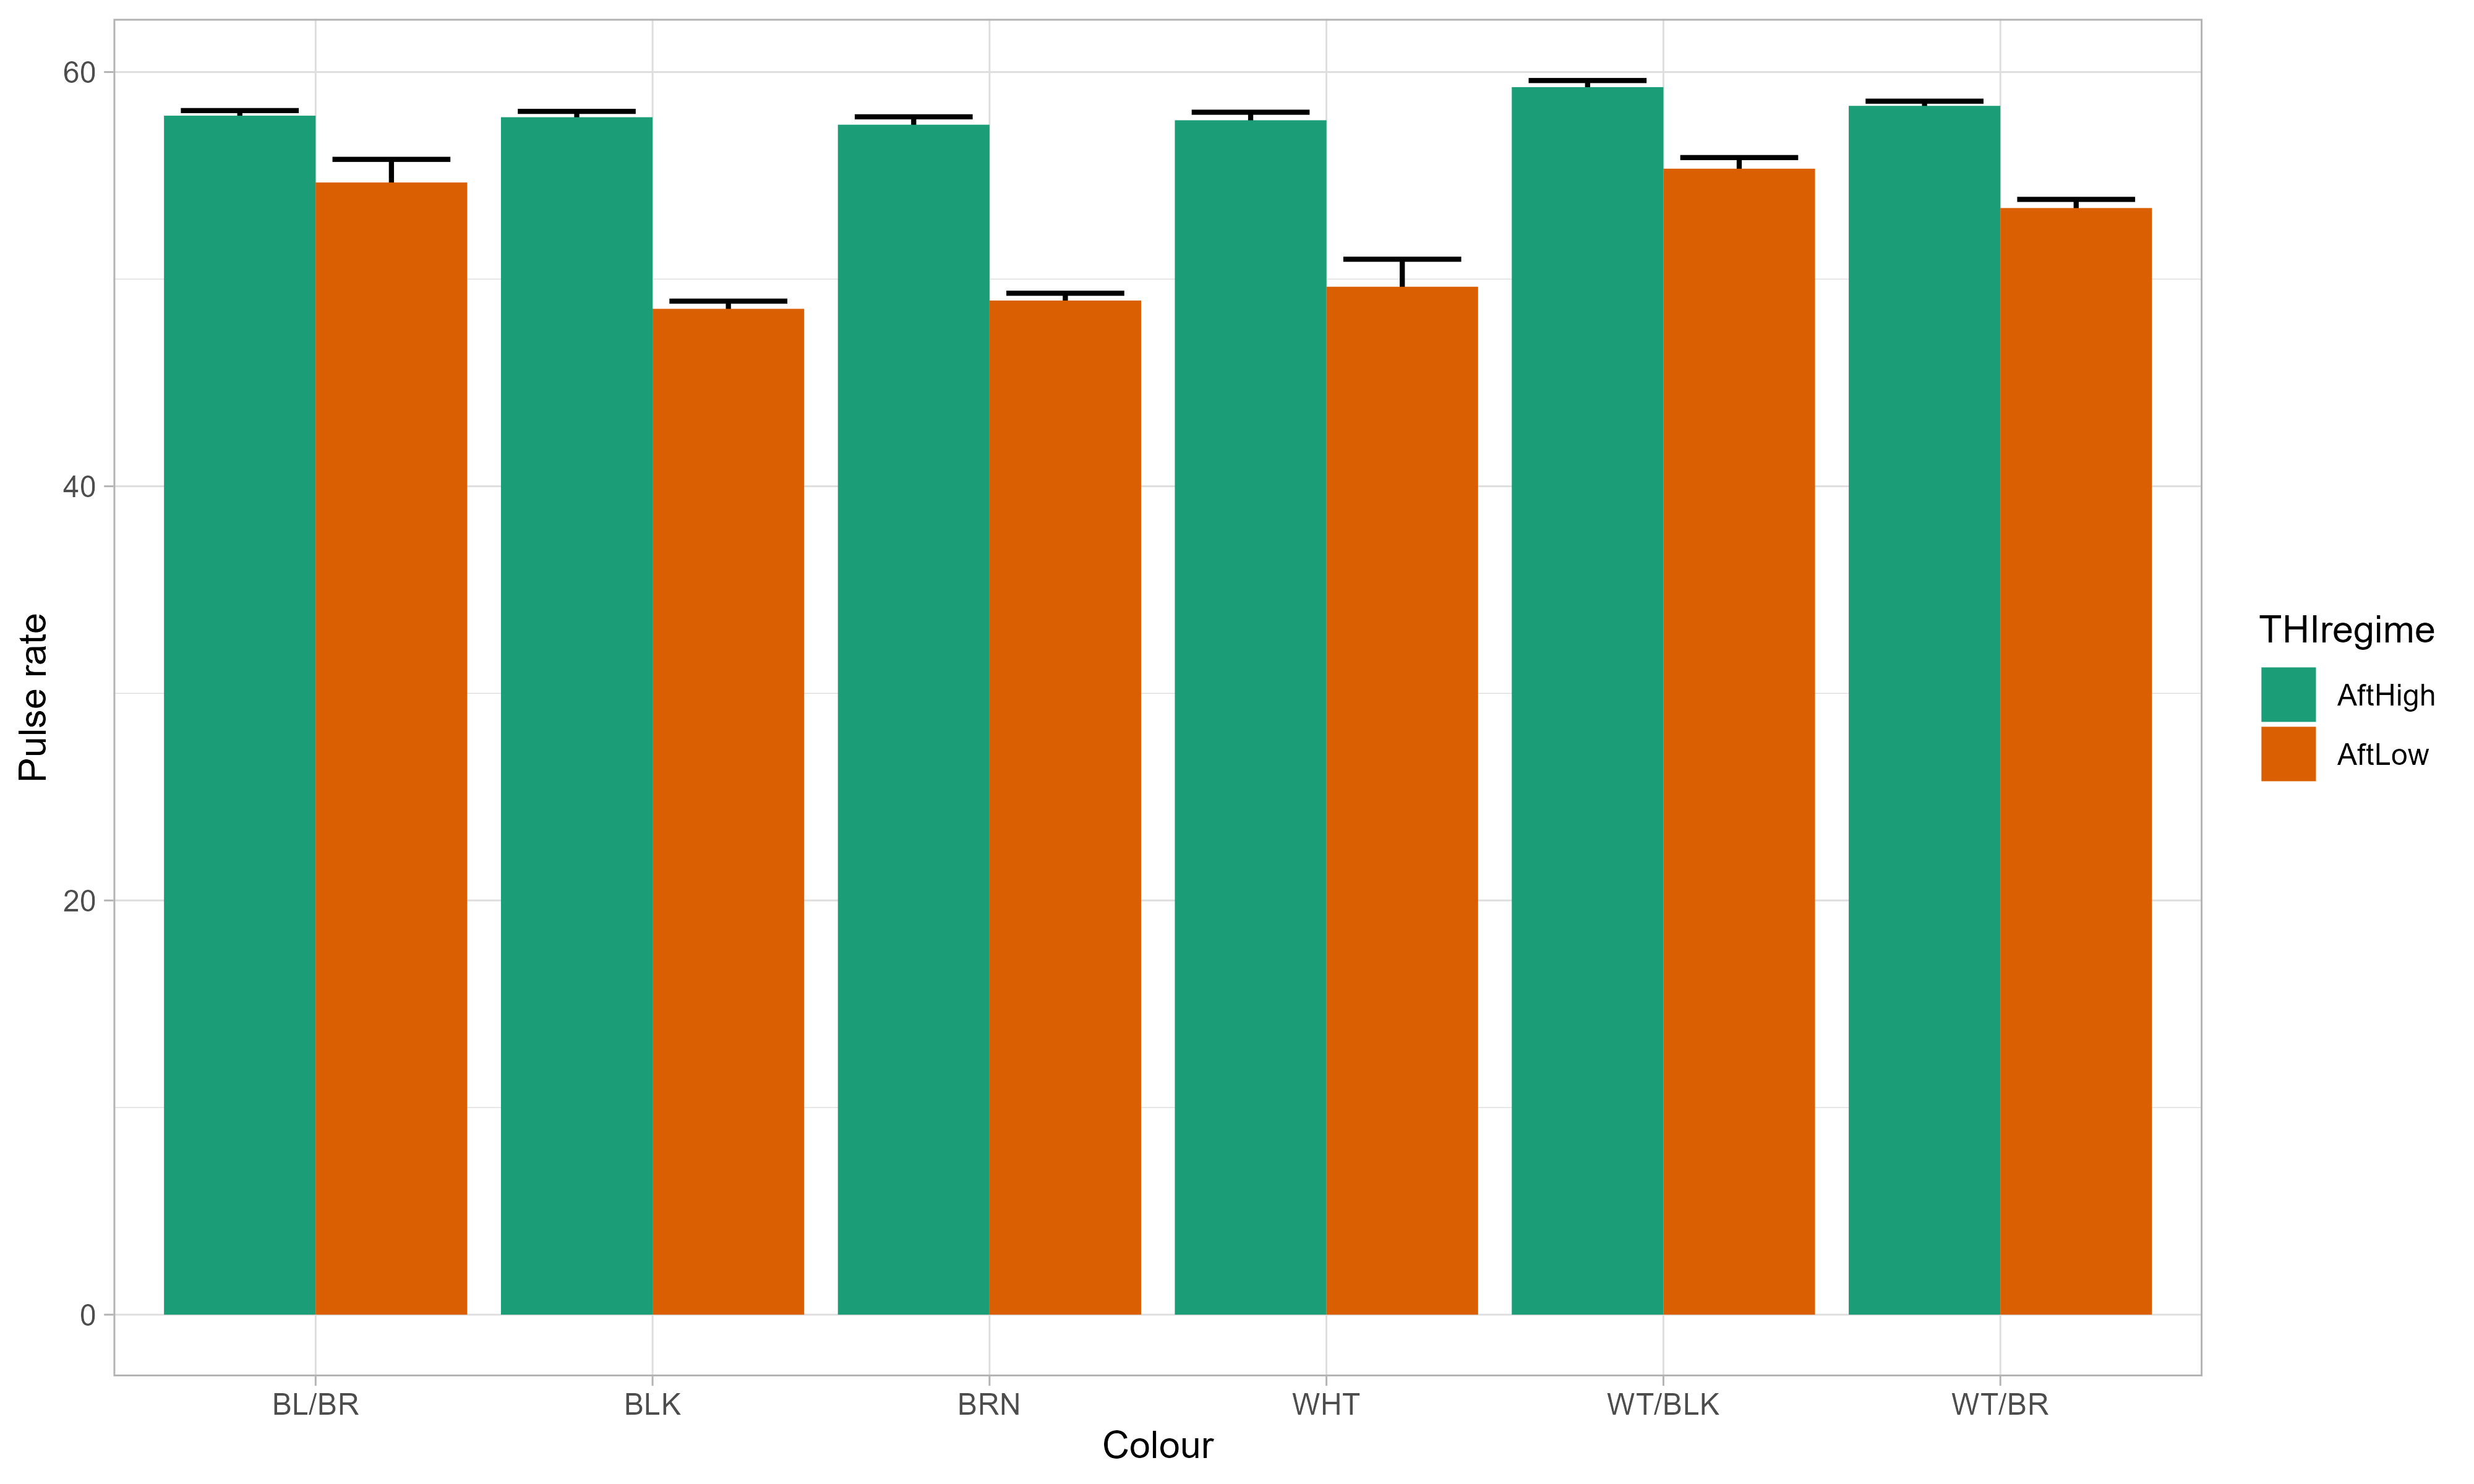 60
40
20
0
Pulse rate
BL/BR BLK BRN WHT WT/BLK WT/BR
Colour
THIregime
AftHigh
AftLow